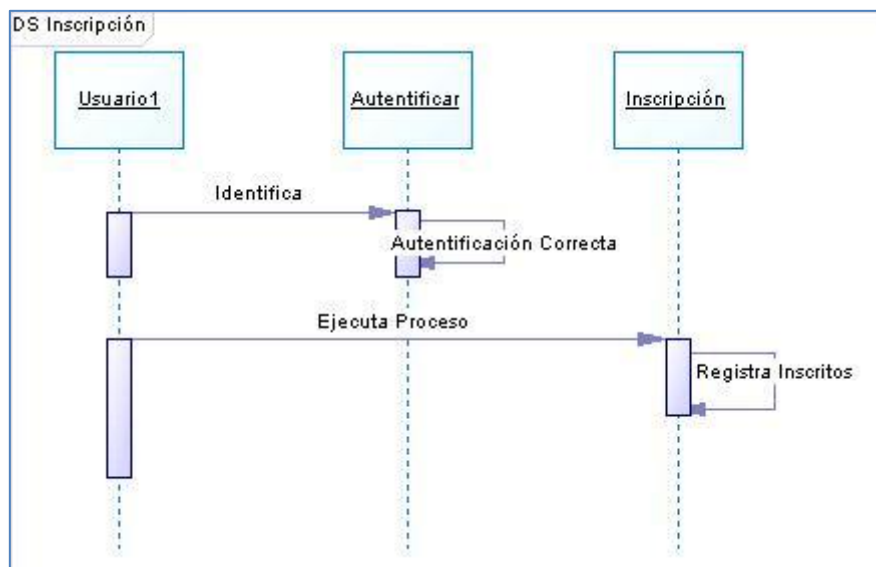 DS Inscripción
Usuario1
Autentificar
Inscripción
Identifica
Autentificación Correcta
Ejecuta Proceso
Registra Inscritos